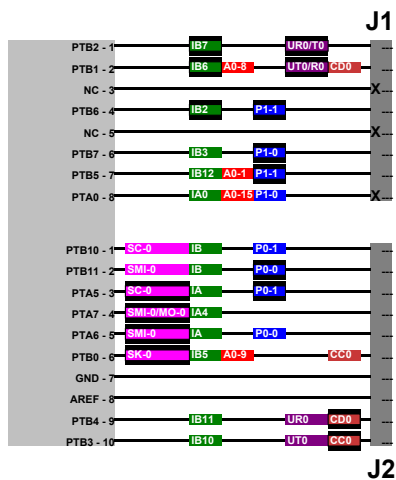 J1
PTB2 - 1 IB7 UR0/T0 ---
PTB1 - 2 IB6 A0-8 UT0/R0 CD0 ---
NC - 3 X---
PTB6 - 4 IB2 P1-1 ---
NC - 5 X---
PTB7 - 6 IB3 P1-0 ---
PTB5 - 7 IB12 A0-1 P1-1 ---
PTA0 - 8 IA0 A0-15 P1-0 X---
PTB10 - 1 SC-0 IB P0-1 ---
PTB11 - 2 SMI-0 IB P0-0 ---
PTA5 - 3 SC-0 IA P0-1 ---
PTA7 - 4 SMI-0/MO-0 IA4 ---
PTA6 - 5 SMI-0 IA P0-0 ---
PTB0 - 6 SK-0 IB5 A0-9 CC0 ---
GND - 7 ---
AREF - 8 ---
PTB4 - 9 IB11 UR0 CD0 ---
PTB3 - 10 IB10 UT0 CC0 ---
J2